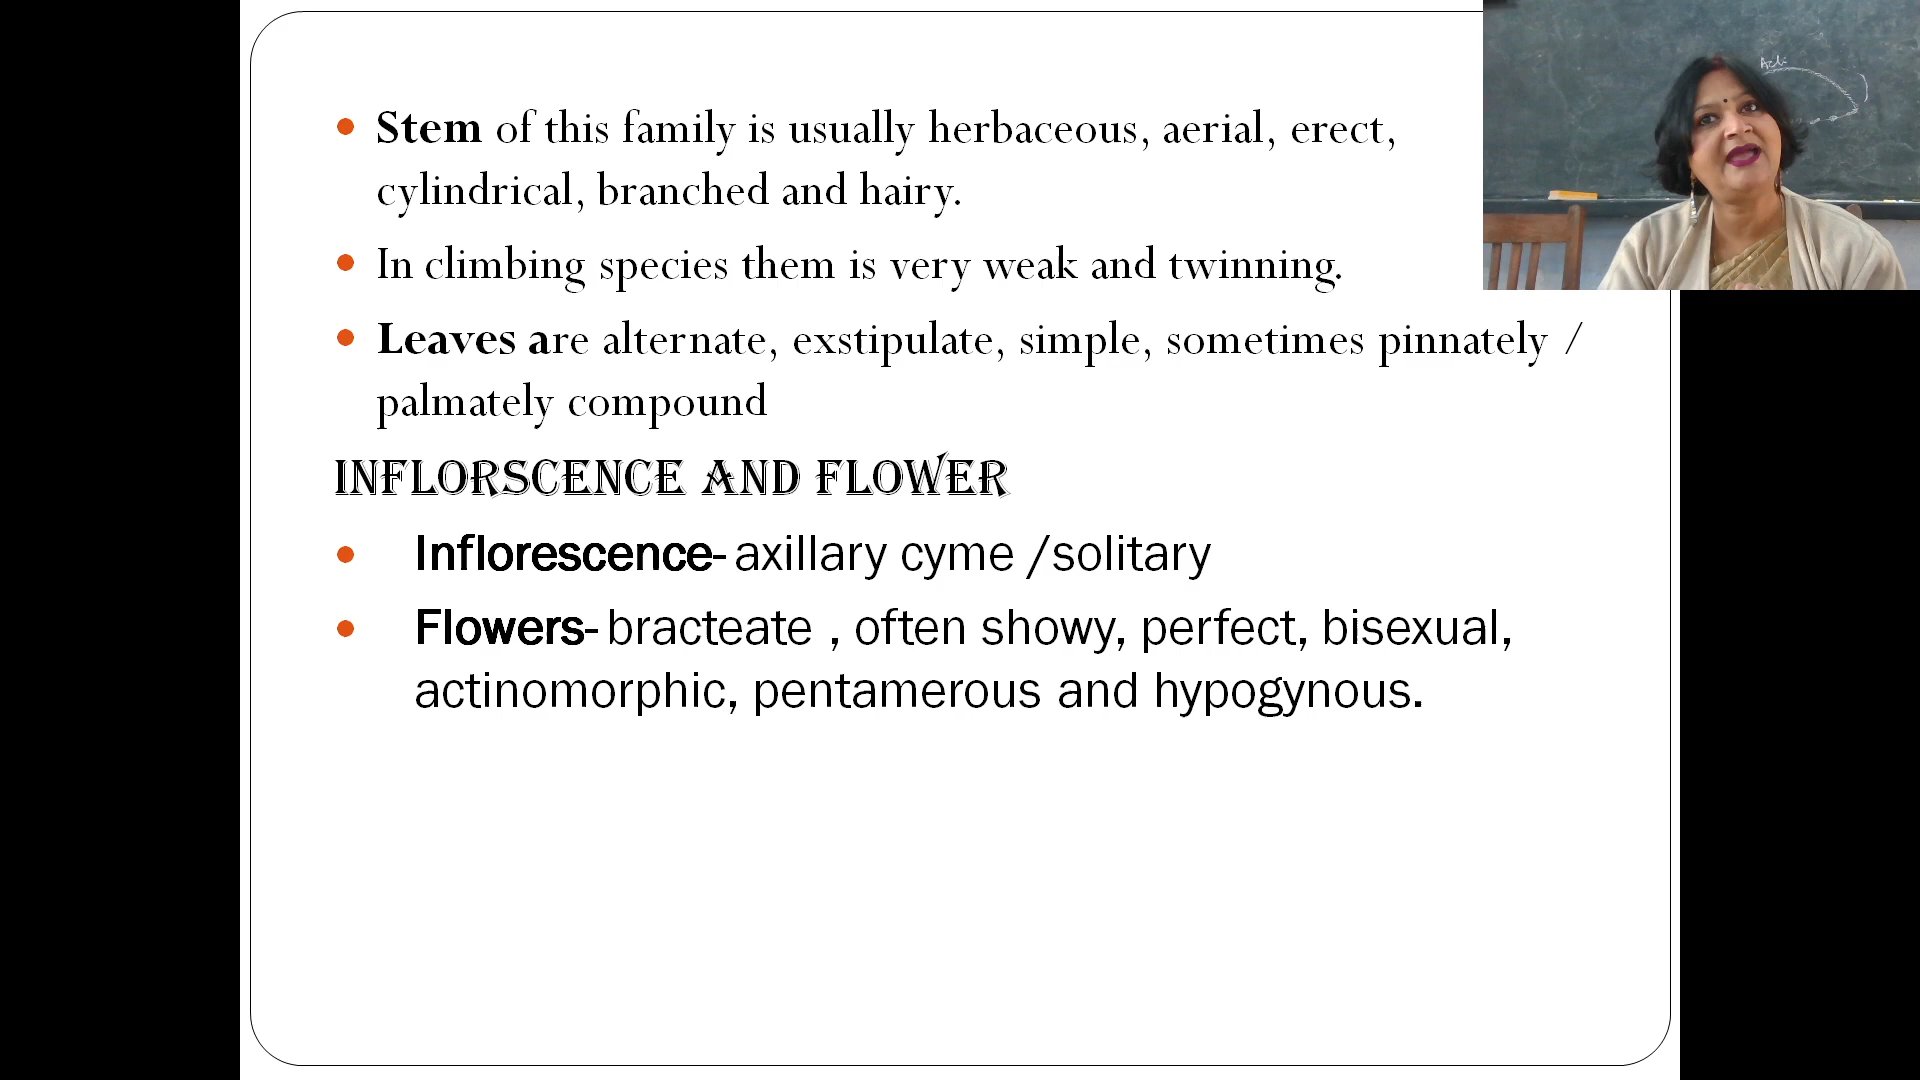 Stem of this family is usually herbaceous, aerial, erect,
cylindrical, branched and hairy.
In climbing species them is very weak and twinning.
Leaves are alternate, exstipulate, simple, sometimes pinnately /
palmately compound
INFLORSCENCE AND FLOWER
Inflorescence- axillary cyme /solitary
Flowers- bracteate , often showy, perfect, bisexual,
actinomorphic, pentamerous and hypogynous.